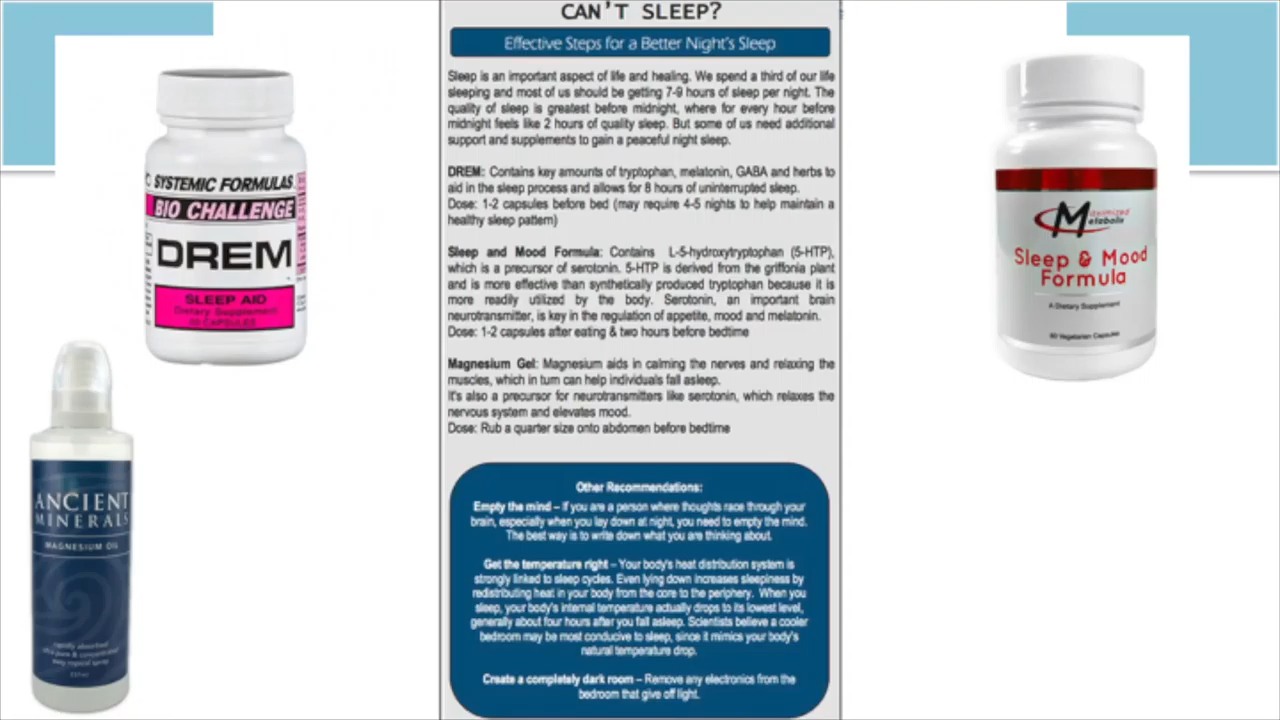 CAN'T SLEEP?
Effective Steps for a Better Night's Sleep
Sleep is an important aspect of life and healing. We spend a third of our life
sleeping and most of us should be getting 7-9 hours of sleep per night. The
quality of sleep is greatest before midnight, where for every hour before
midnight feels like 2 hours of quality sleep. But some of us need additional
support and supplements to gain a peaceful night sleep.
DREM: Contains key amounts of tryptophan, melatonin, GABA and herbs to
aid in the sleep process and allows for 8 hours of uninterrupted sleep.
Dose: 1-2 capsules before bed (may require 4-5 nights to help maintain a
healthy sleep pattern)
Sleep and Mood Formula: Contains L-5-hydroxytryptophan (5-HTP),
which is a precursor of serotonin. 5-HTP is derived from the griffonia plant
and is more effective than synthetically produced tryptophan because it is
more readily utilized by the body. Serotonin, an important brain
neurotransmitter, is key in the regulation of appetite, mood and melatonin.
Dose: 1-2 capsules after eating & two hours before bedtime
Magnesium Gel: Magnesium aids in calming the nerves and relaxing the
muscles, which in turn can help individuals fall asleep.
It's also a precursor for neurotransmitters like serotonin, which relaxes the
nervous system and elevates mood.
Dose: Rub a quarter size onto abdomen before bedtime
Other Recommendations:
Empty the mind – If you are a person where thoughts race through your
brain, especially when you lay down at night, you need to empty the mind.
The best way is to write down what you are thinking about.
Get the temperature right – Your body's heat distribution system is
strongly linked to sleep cycles. Even lying down increases sleepiness by
redistributing heat in your body from the core to the periphery. When you
sleep, your body's internal temperature actually drops to its lowest level,
generally about four hours after you fall asleep. Scientists believe a cooler
bedroom may be most conducive to sleep, since it mimics your body's
natural temperature drop.
Create a completely dark room – Remove any electronics from the
bedroom that give off light.
SYSTEMIC FORMULAS
BIO CHALLENGE
DREM
SLEEP AID
Dietary Supplement
60 CAPSULES
ANCIENT
MINERALS
MAGNESIUM OIL
rapidly absorbed
ultra pure & concentrated
easy topical spray
237ml
Maximized
Metabolix
Sleep & Mood
Formula
A Dietary Supplement
60 Vegetarian Capsules